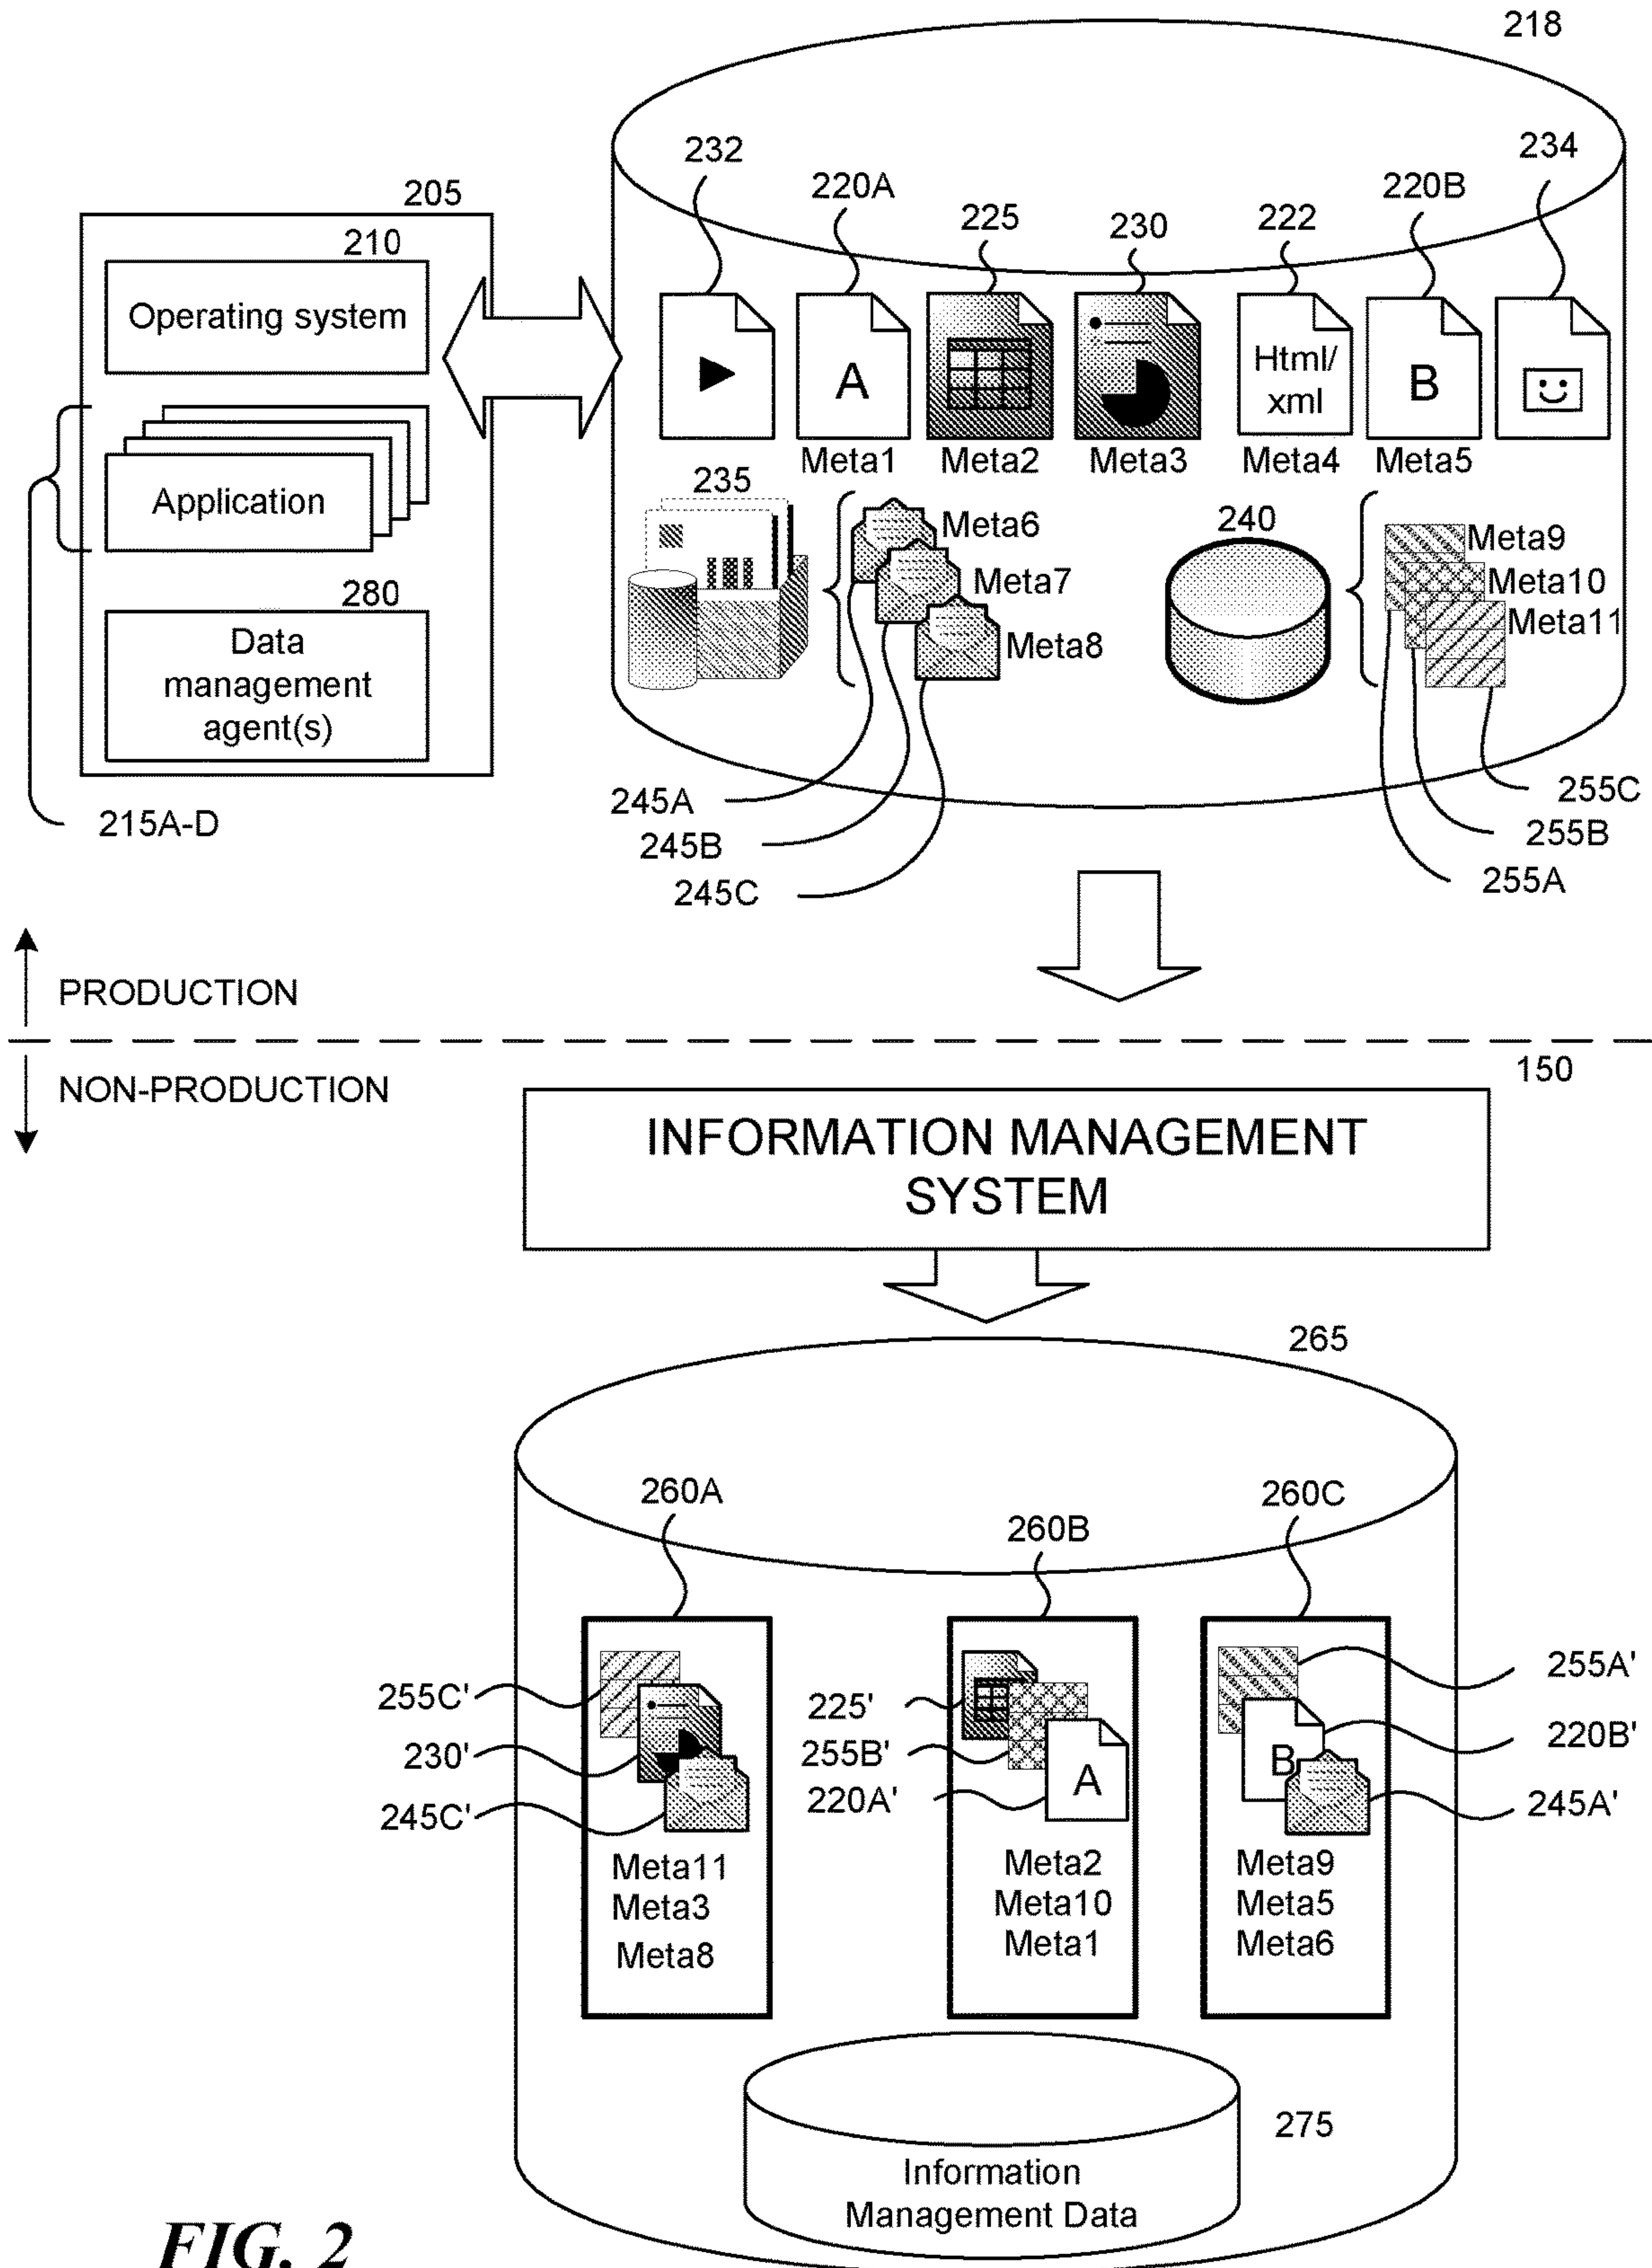 218
232
220A
225
230
222
220B
234
205
210
Operating system
Application
280
Data
management
agent(s)
215A-D
A
Html/
xml
B
Meta1
Meta2
Meta3
Meta4
Meta5
235
Meta6
Meta7
Meta8
240
Meta9
Meta10
Meta11
245A
245B
245C
255C
255B
255A
PRODUCTION
NON-PRODUCTION
150
INFORMATION MANAGEMENT
SYSTEM
265
260A
260B
260C
255C'
230'
245C'
Meta11
Meta3
Meta8
225'
255B'
220A'
A
Meta2
Meta10
Meta1
255A'
220B'
245A'
B
Meta9
Meta5
Meta6
275
Information
Management Data
FIG. 2